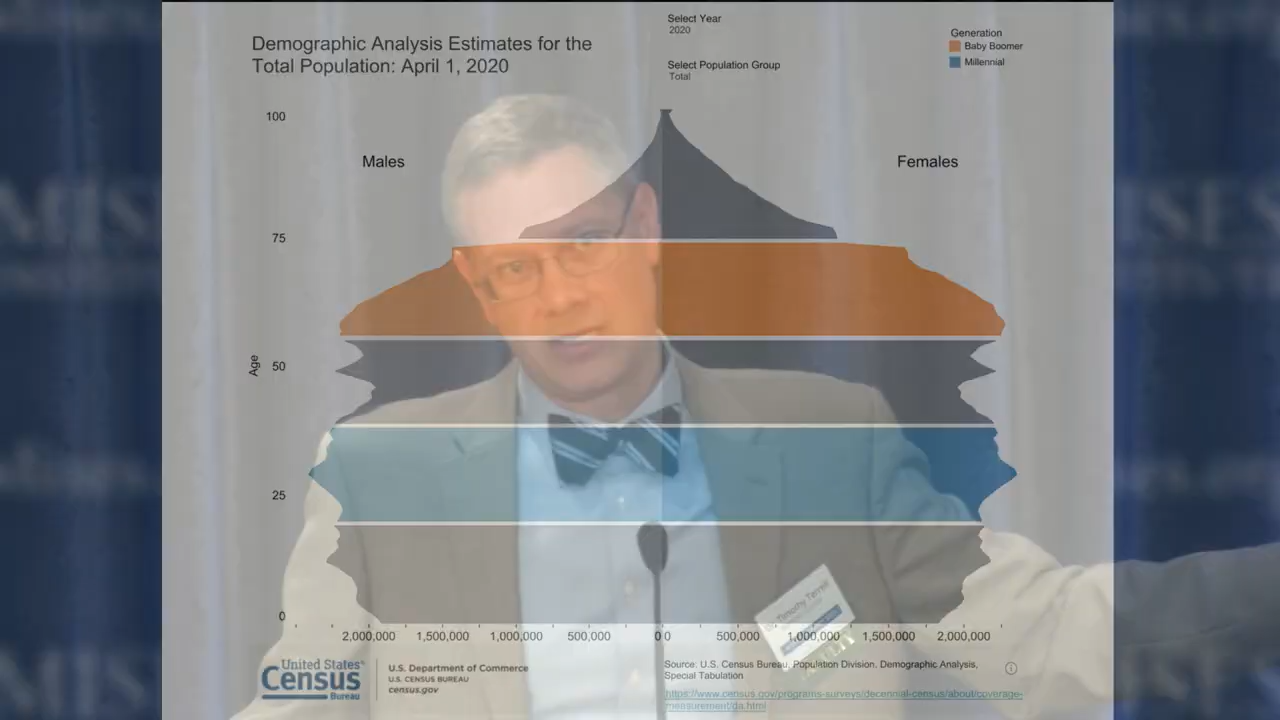 Select Year
2020
Demographic Analysis Estimates for the
Total Population: April 1, 2020
Select Population Group
Total
Generation
Baby Boomer
Millennial
100
Males
Females
75
Age
50
25
0
2,000,000
1,500,000
1,000,000
500,000
0
0
500,000
1,000,000
1,500,000
2,000,000
Timothy
United States®
Census
Bureau
U.S. Department of Commerce
U.S. CENSUS BUREAU
census.gov
Source: U.S. Census Bureau, Population Division. Demographic Analysis,
Special Tabulation
https://www.census.gov/programs-surveys/decennial-census/about/coverage-
measurement/da.html